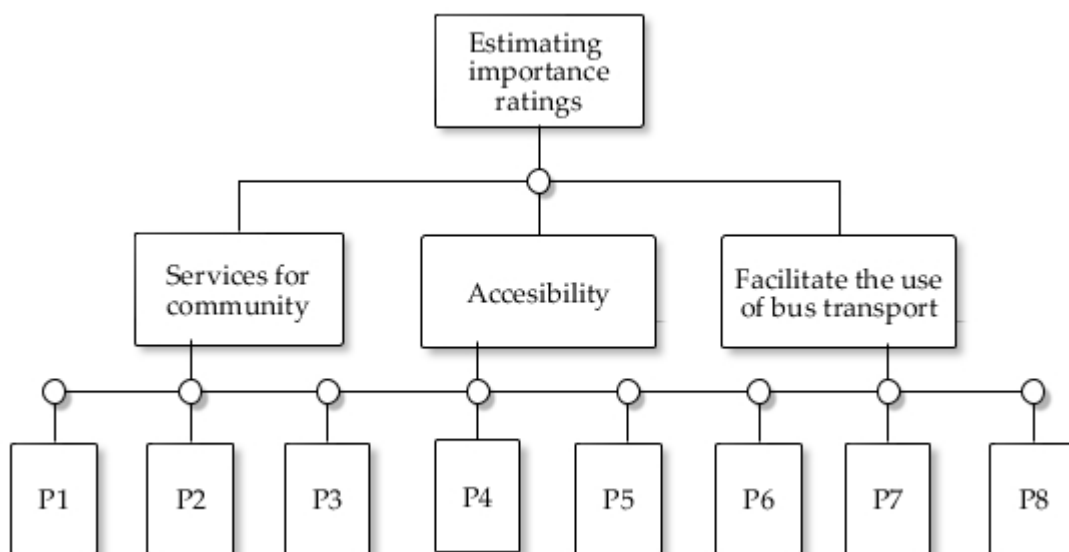 Estimating
importance
ratings
Services for
community
Accesibility
Facilitate the use
of bus transport
P1
P2
P3
P4
P5
P6
P7
P8